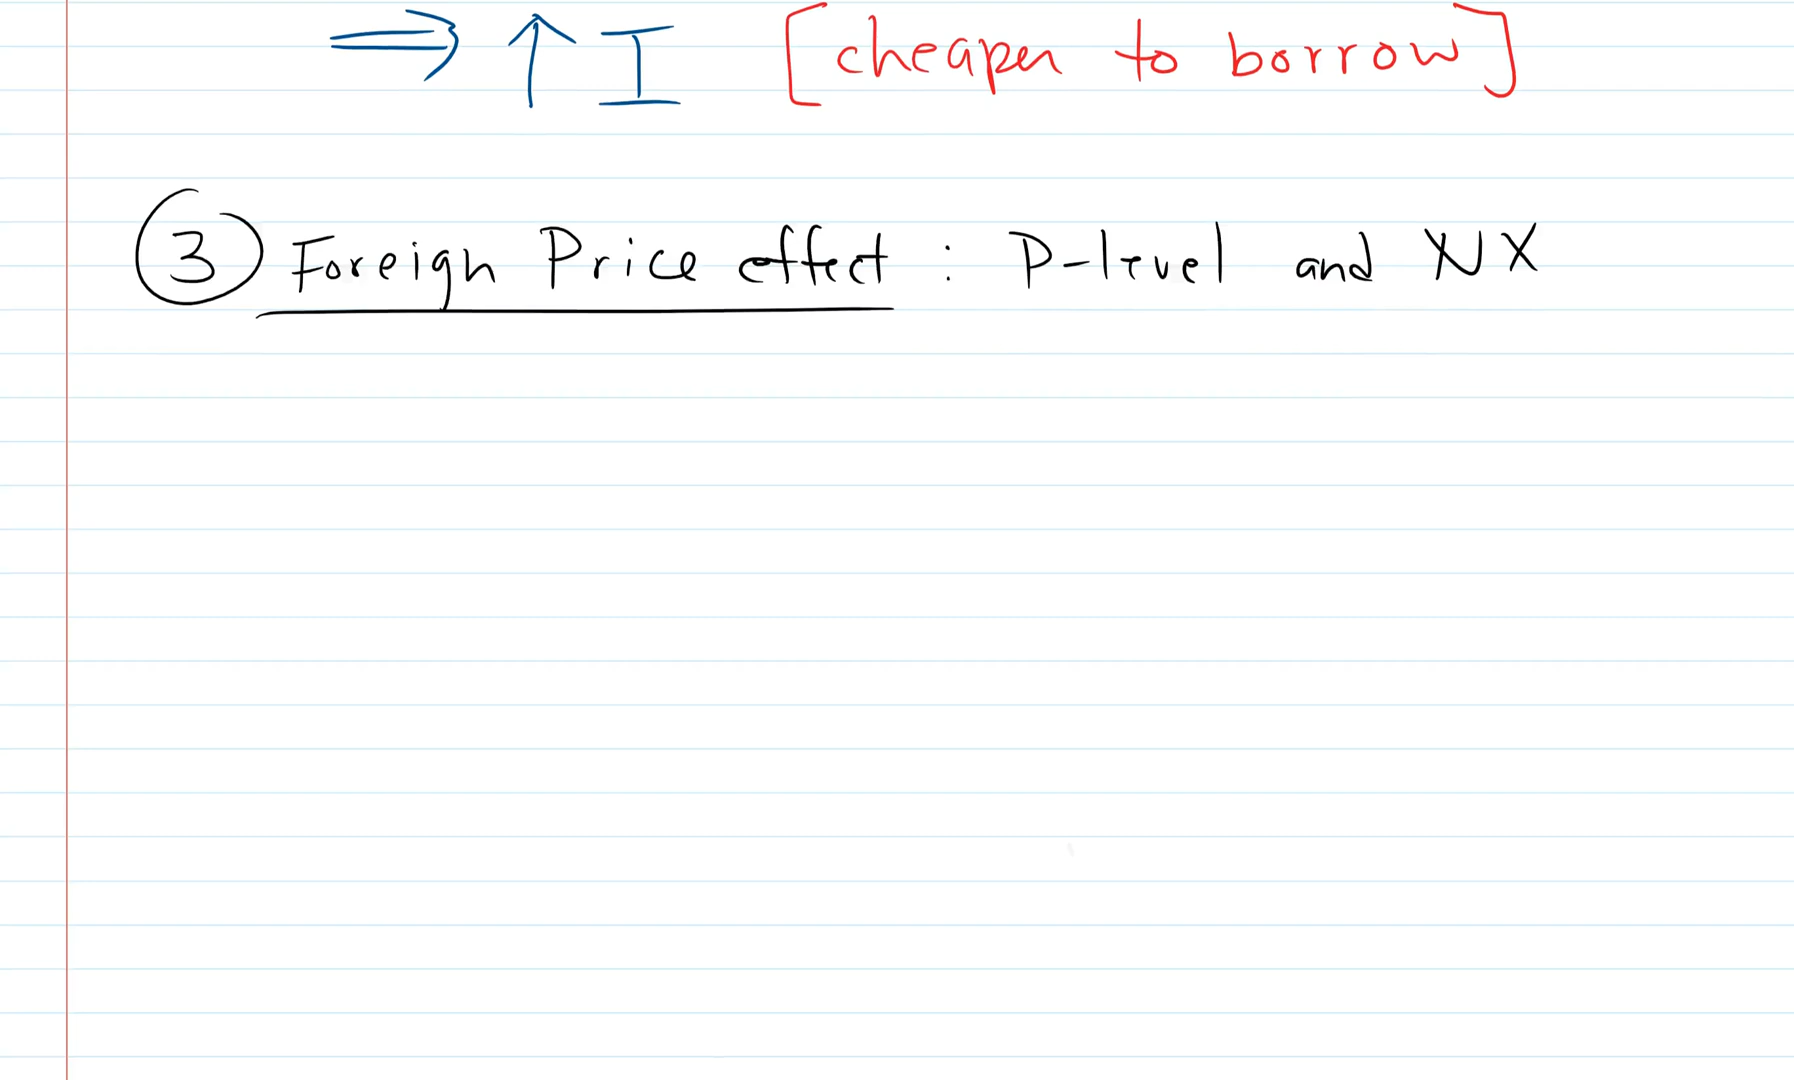 ⟹ ↑ I [cheaper to borrow]
③ Foreign Price effect : P-level and NX